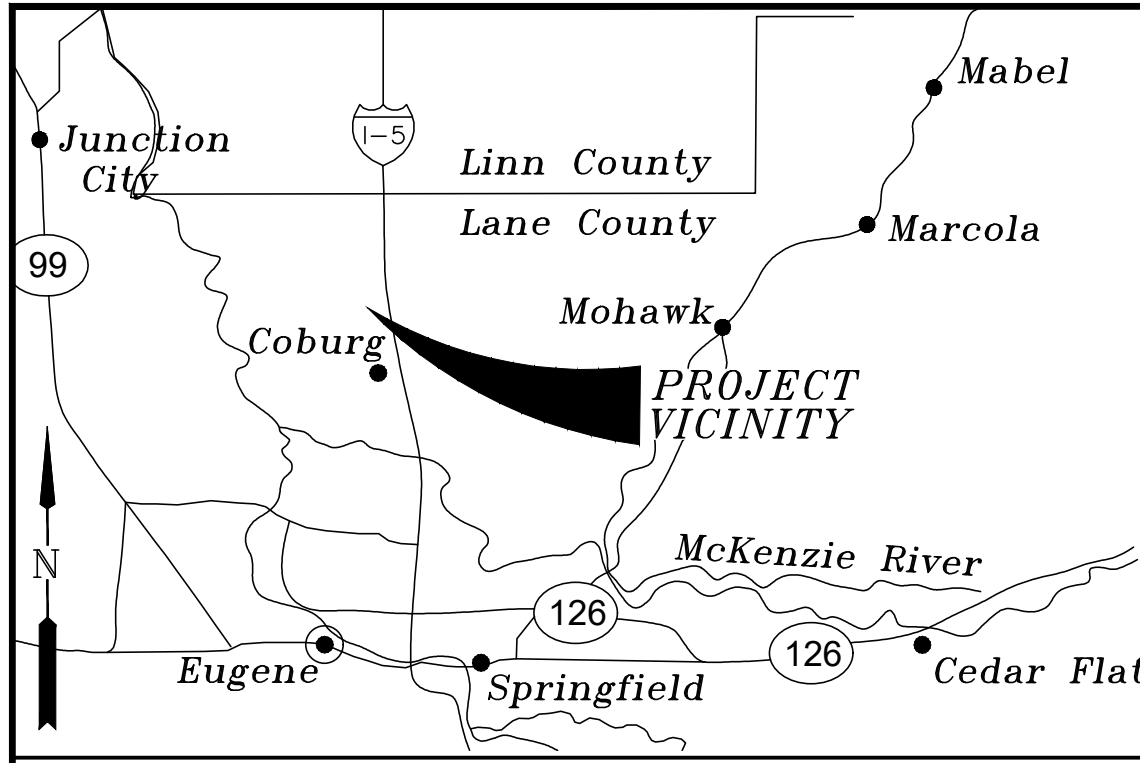 Mabel
Junction
City
I-5
Linn County
Lane County
Marcola
99
Mohawk
Coburg
PROJECT
VICINITY
N
McKenzie River
126
126
Eugene
Springfield
Cedar Flat